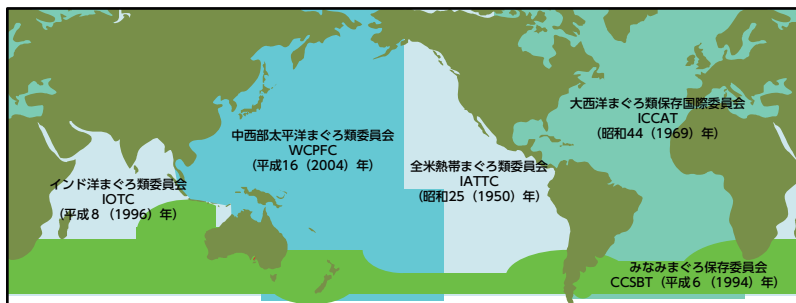 大西洋まぐろ類保存国際委員会
ICCAT
（昭和44（1969）年）
中西部太平洋まぐろ類委員会
WCPFC
（平成16（2004）年）
全米熱帯まぐろ類委員会
IATTC
（昭和25（1950）年）
インド洋まぐろ類委員会
IOTC
（平成８（1996）年）
みなみまぐろ保存委員会
CCSBT（平成６（1994）年）